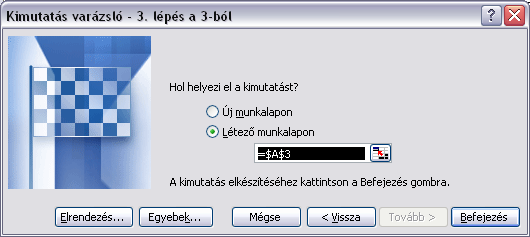 Kimutatás varázsló - 3. lépés a 3-ból
Hol helyezi el a kimutatást?
Új munkalapon
Létező munkalapon
=$A$3
A kimutatás elkészítéséhez kattintson a Befejezés gombra.
Elrendezés... Egyebek... Mégse < Vissza Tovább > Befejezés